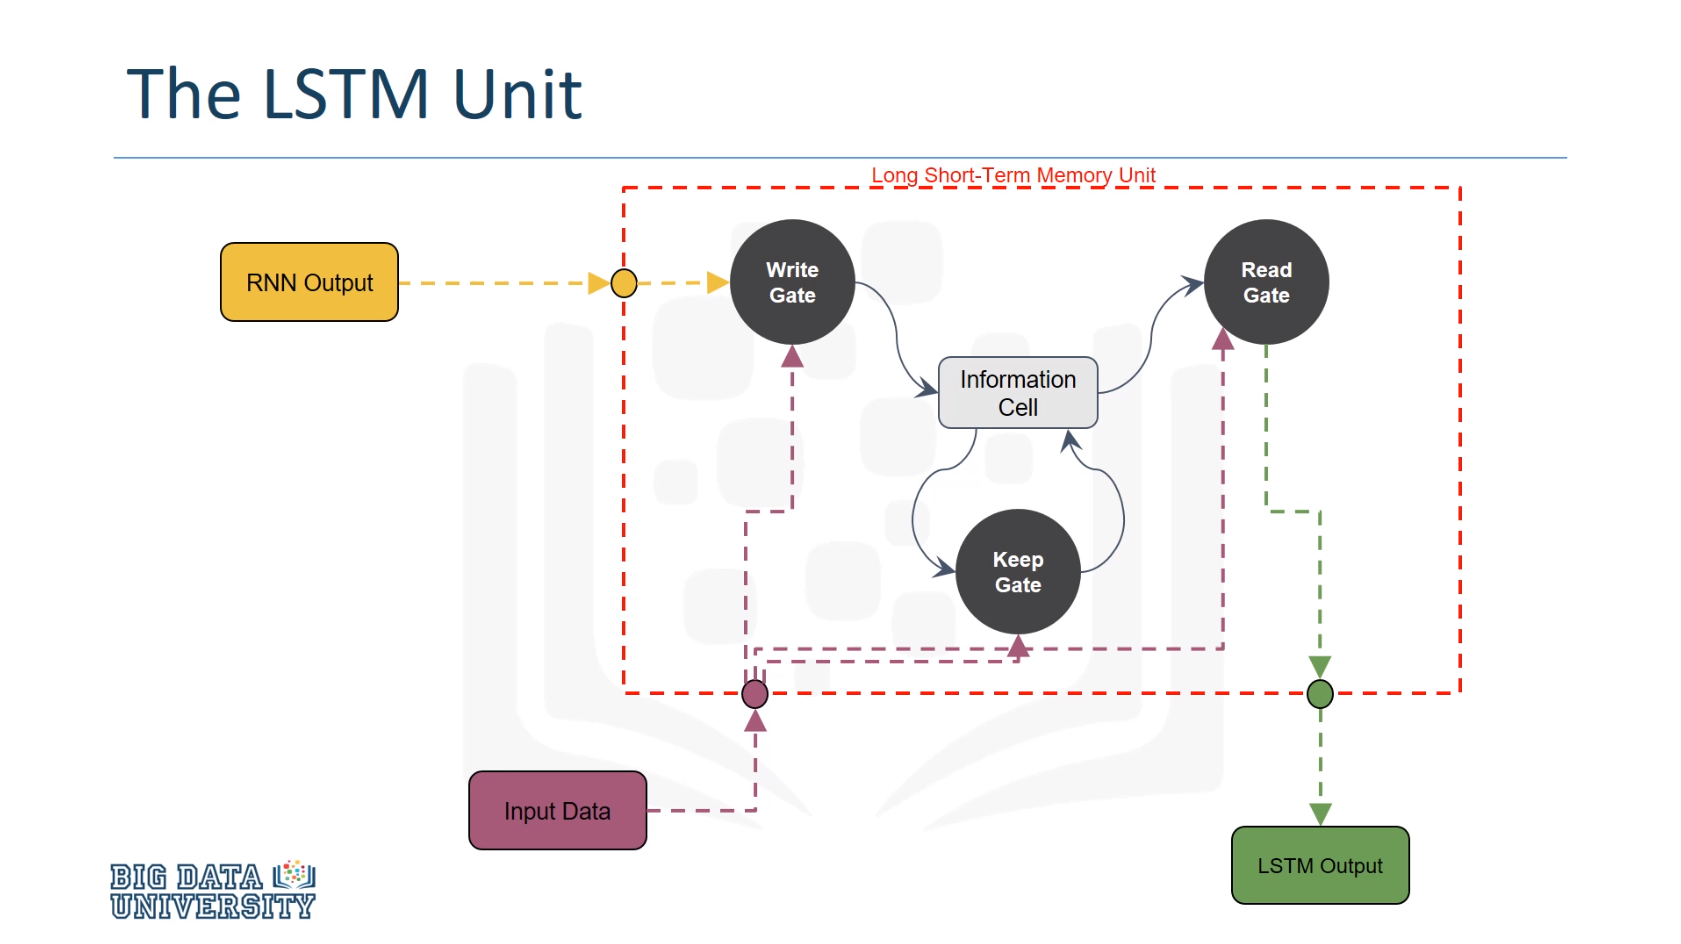 The LSTM Unit
Long Short-Term Memory Unit
RNN Output
Write
Gate
Read
Gate
Information
Cell
Keep
Gate
Input Data
LSTM Output
BIG DATA
UNIVERSITY